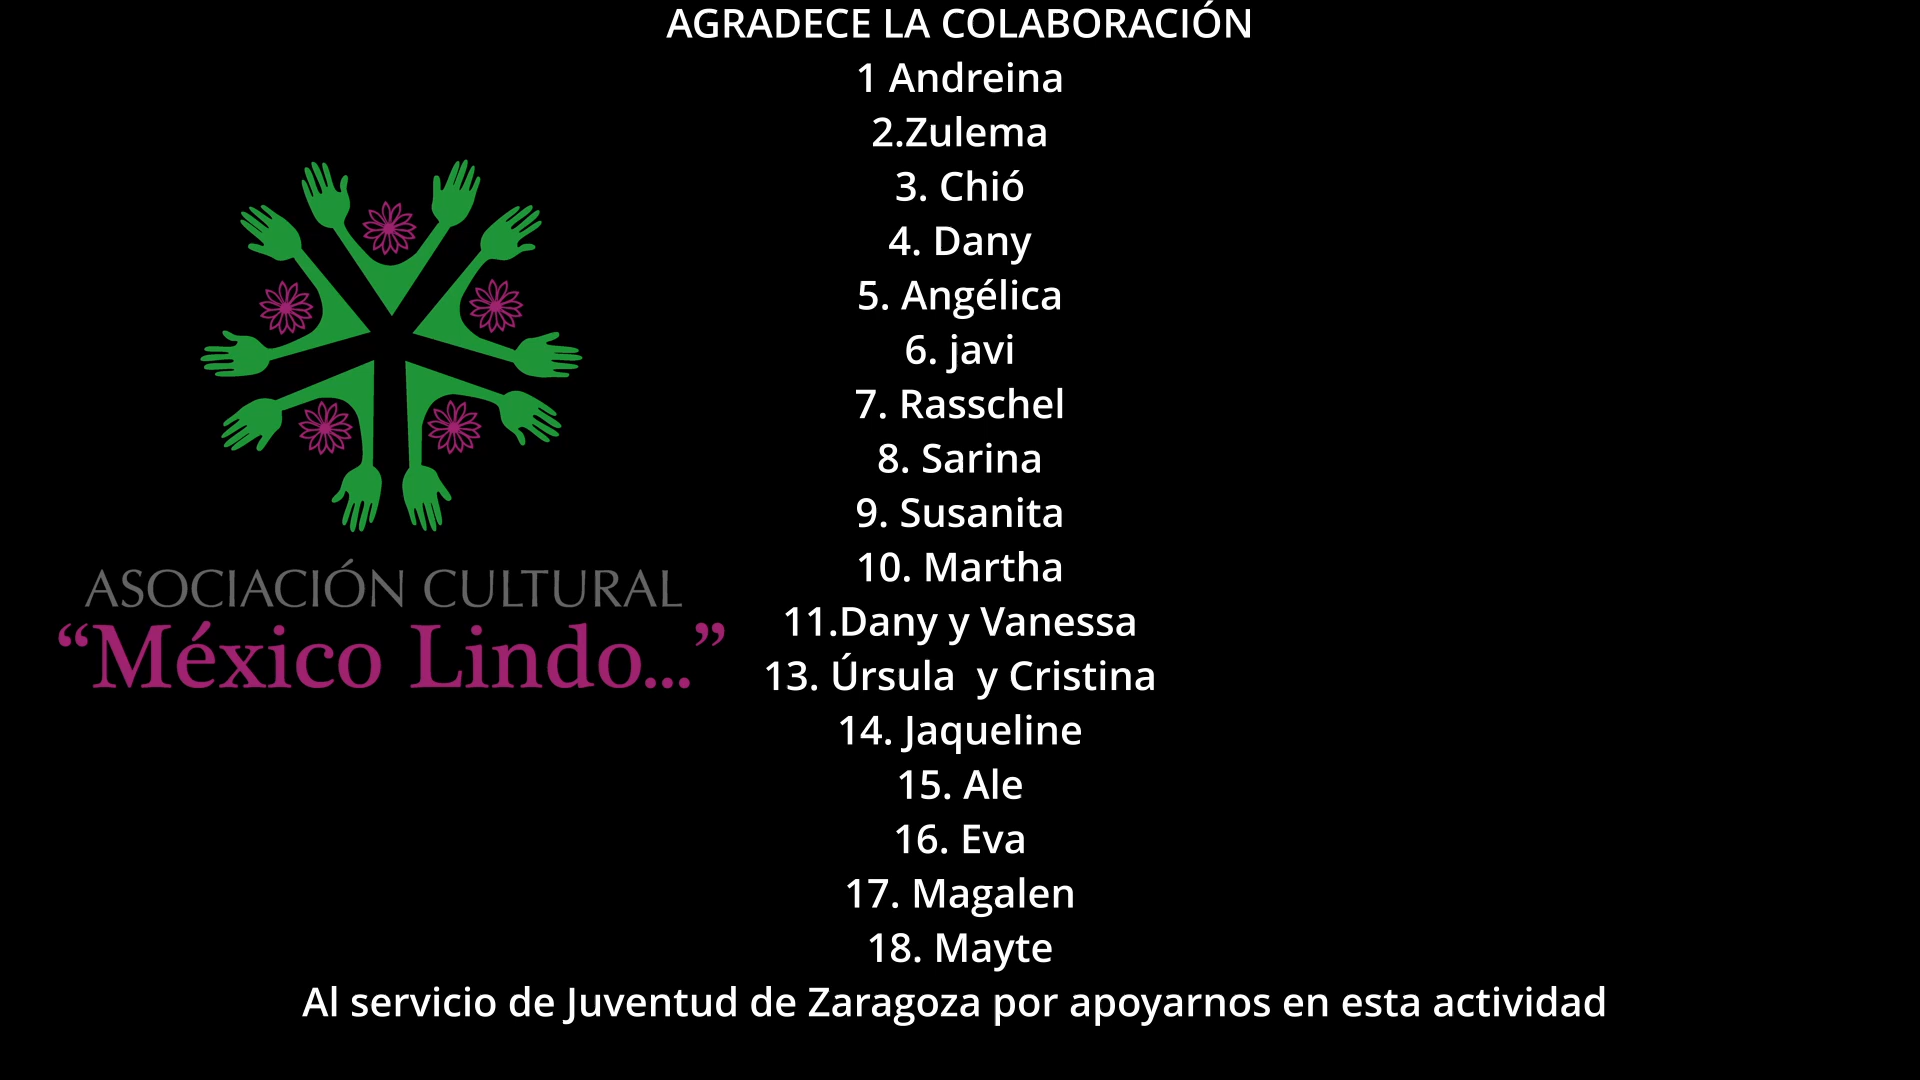 AGRADECE LA COLABORACIÓN
1 Andreina
2.Zulema
3. Chió
4. Dany
5. Angélica
6. javi
7. Rasschel
8. Sarina
9. Susanita
10. Martha
11.Dany y Vanessa
13. Úrsula  y Cristina
14. Jaqueline
15. Ale
16. Eva
17. Magalen
18. Mayte
Al servicio de Juventud de Zaragoza por apoyarnos en esta actividad
ASOCIACIÓN CULTURAL
“México Lindo...”